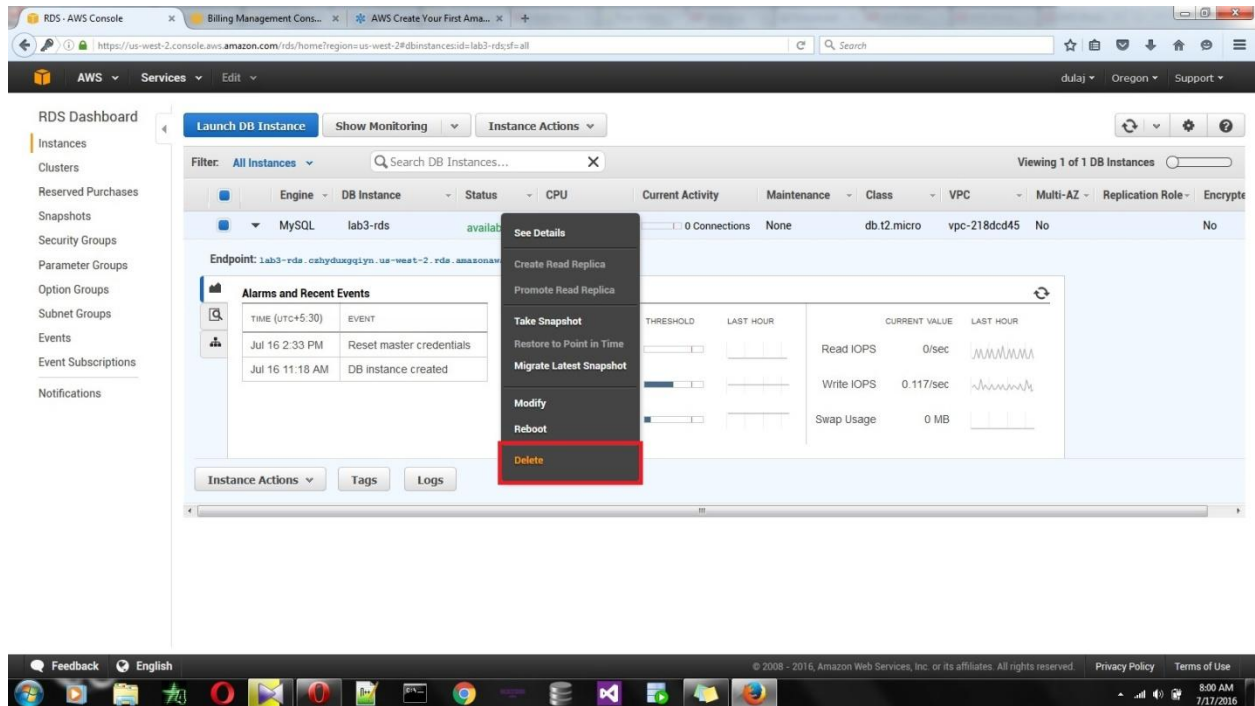 RDS · AWS Console
Billing Management Cons...
AWS Create Your First Ama...
https://us-west-2.console.aws.amazon.com/rds/home?region=us-west-2#dbinstances:id=lab3-rds;sf=all
Search
AWS Services Edit
dulaj Oregon Support
RDS Dashboard
Instances
Clusters
Reserved Purchases
Snapshots
Security Groups
Parameter Groups
Option Groups
Subnet Groups
Events
Event Subscriptions
Notifications
Launch DB Instance Show Monitoring Instance Actions
Filter: All Instances Search DB Instances... X Viewing 1 of 1 DB Instances
Engine DB Instance Status CPU Current Activity Maintenance Class VPC Multi-AZ Replication Role Encrypte
MySQL lab3-rds availab 0 Connections None db.t2.micro vpc-218dcd45 No No
Endpoint: lab3-rds.czhyduxgqiyn.us-west-2.rds.amazonaw
Alarms and Recent Events
TIME (UTC+5:30) EVENT
Jul 16 2:33 PM Reset master credentials
Jul 16 11:18 AM DB instance created
See Details
Create Read Replica
Promote Read Replica
Take Snapshot
Restore to Point in Time
Migrate Latest Snapshot
Modify
Reboot
Delete
THRESHOLD LAST HOUR CURRENT VALUE LAST HOUR
Read IOPS 0/sec
Write IOPS 0.117/sec
Swap Usage 0 MB
Instance Actions Tags Logs
Feedback English
© 2008 - 2016, Amazon Web Services, Inc. or its affiliates. All rights reserved. Privacy Policy Terms of Use
8:00 AM
7/17/2016